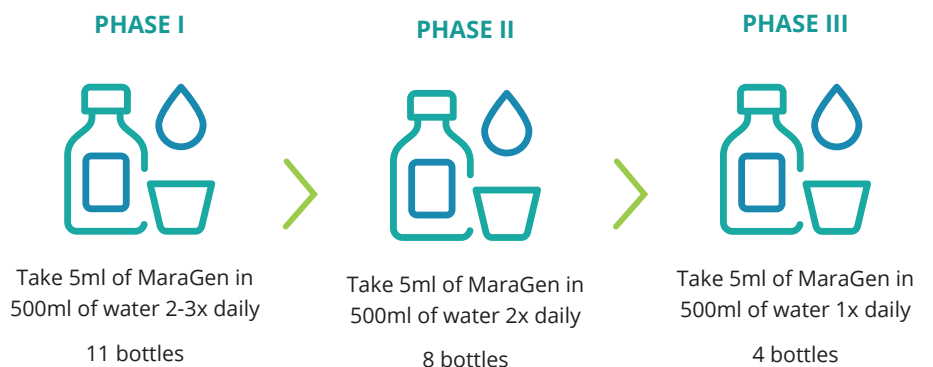 PHASE I
Take 5ml of MaraGen in
500ml of water 2-3x daily
11 bottles
PHASE II
Take 5ml of MaraGen in
500ml of water 2x daily
8 bottles
PHASE III
Take 5ml of MaraGen in
500ml of water 1x daily
4 bottles